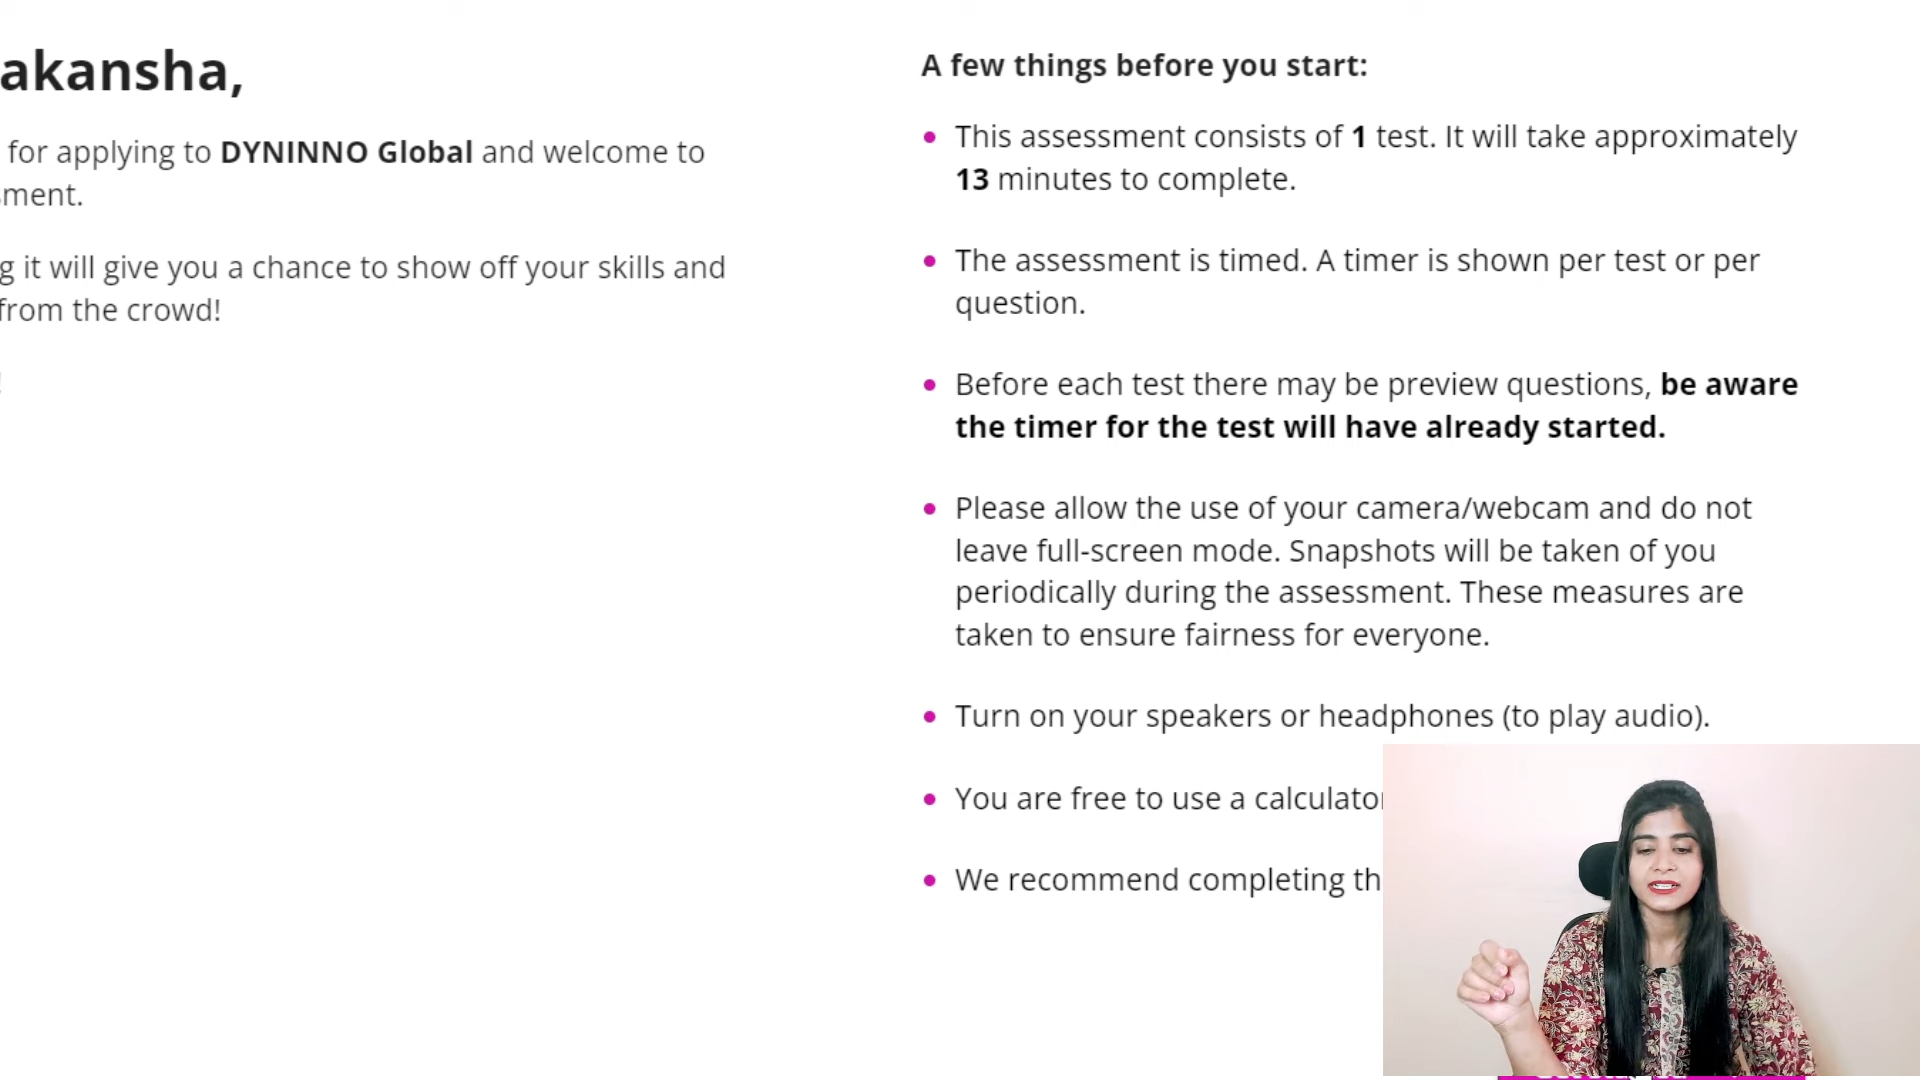 akansha,
for applying to DYNINNO Global and welcome to
sment.
g it will give you a chance to show off your skills and
from the crowd!
!
A few things before you start:
This assessment consists of 1 test. It will take approximately
13 minutes to complete.
The assessment is timed. A timer is shown per test or per
question.
Before each test there may be preview questions, be aware
the timer for the test will have already started.
Please allow the use of your camera/webcam and do not
leave full-screen mode. Snapshots will be taken of you
periodically during the assessment. These measures are
taken to ensure fairness for everyone.
Turn on your speakers or headphones (to play audio).
You are free to use a calculator
We recommend completing th